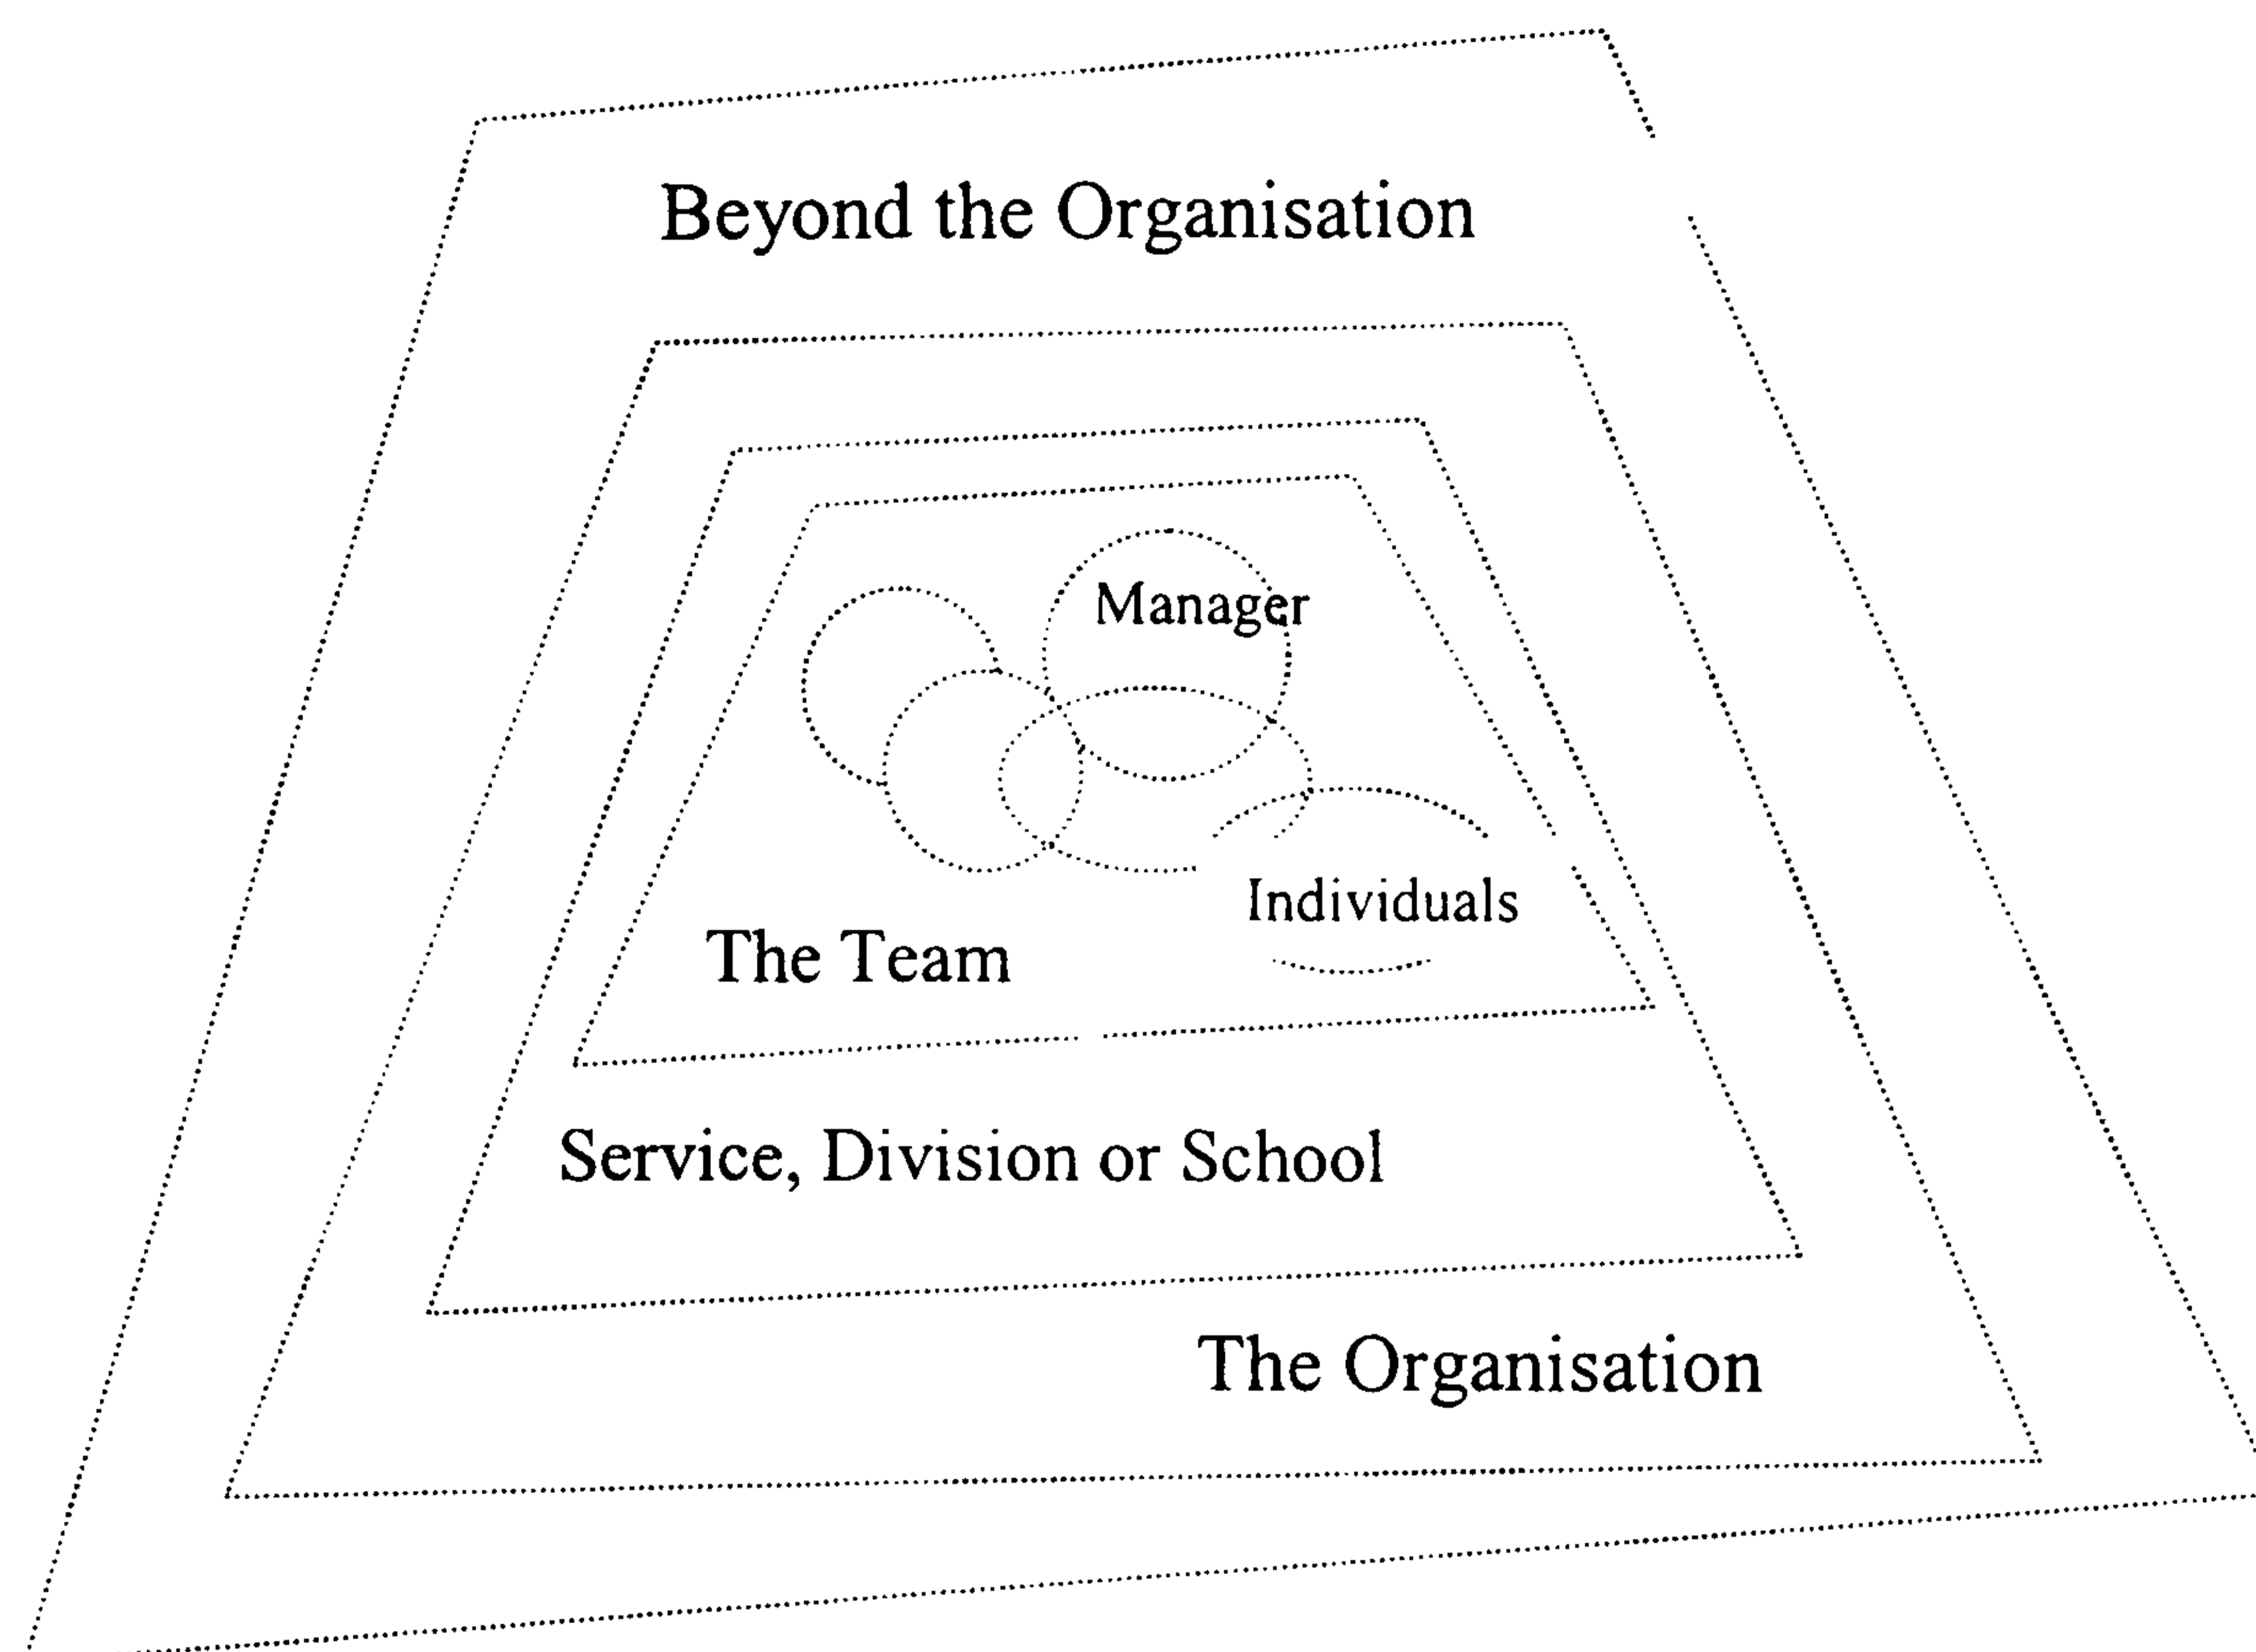 Beyond the Organisation
Manager
Individuals
The Team
Service, Division or School
The Organisation